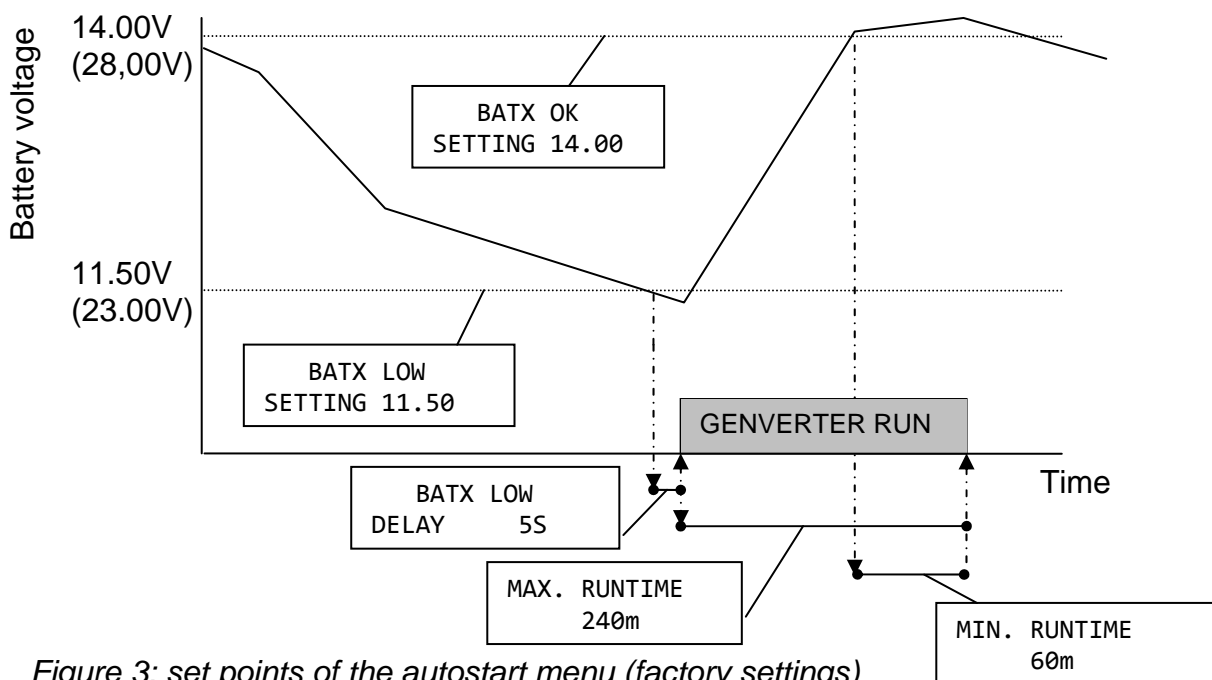 Battery voltage
14.00V
(28,00V)
BATX OK
SETTING 14.00
11.50V
(23.00V)
BATX LOW
SETTING 11.50
GENVERTER RUN
Time
BATX LOW
DELAY 5S
MAX. RUNTIME
240m
MIN. RUNTIME
60m
Figure 3: set points of the autostart menu (factory settings)